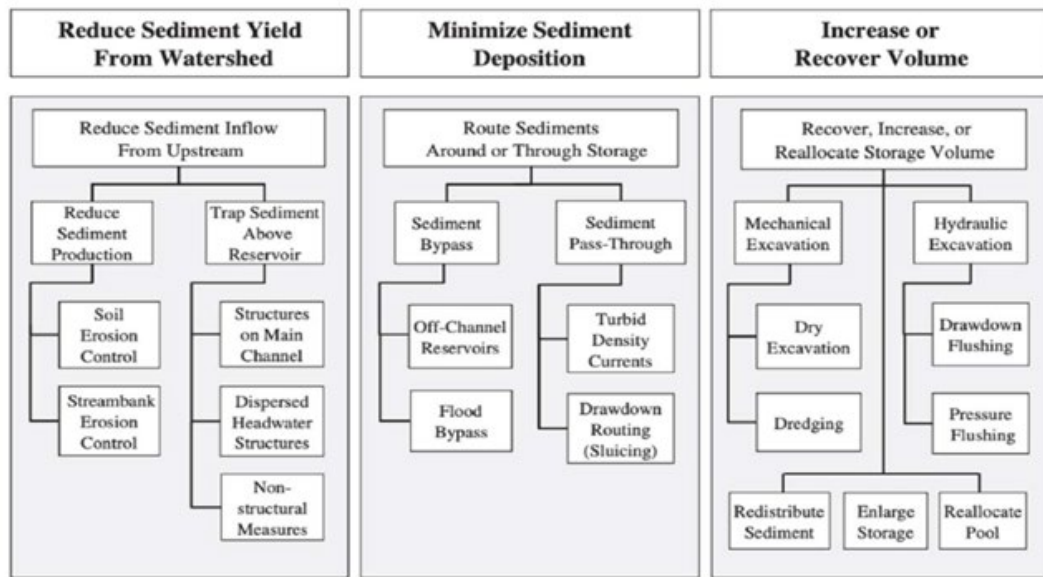 Reduce Sediment Yield
From Watershed
Minimize Sediment
Deposition
Increase or
Recover Volume
Reduce Sediment Inflow
From Upstream
Reduce
Sediment
Production
Trap Sediment
Above
Reservoir
Soil
Erosion
Control
Streambank
Erosion
Control
Structures
on Main
Channel
Dispersed
Headwater
Structures
Non-
structural
Measures
Route Sediments
Around or Through Storage
Sediment
Bypass
Sediment
Pass-Through
Off-Channel
Reservoirs
Flood
Bypass
Turbid
Density
Currents
Drawdown
Routing
(Sluicing)
Recover, Increase, or
Reallocate Storage Volume
Mechanical
Excavation
Hydraulic
Excavation
Dry
Excavation
Dredging
Drawdown
Flushing
Pressure
Flushing
Redistribute
Sediment
Enlarge
Storage
Reallocate
Pool